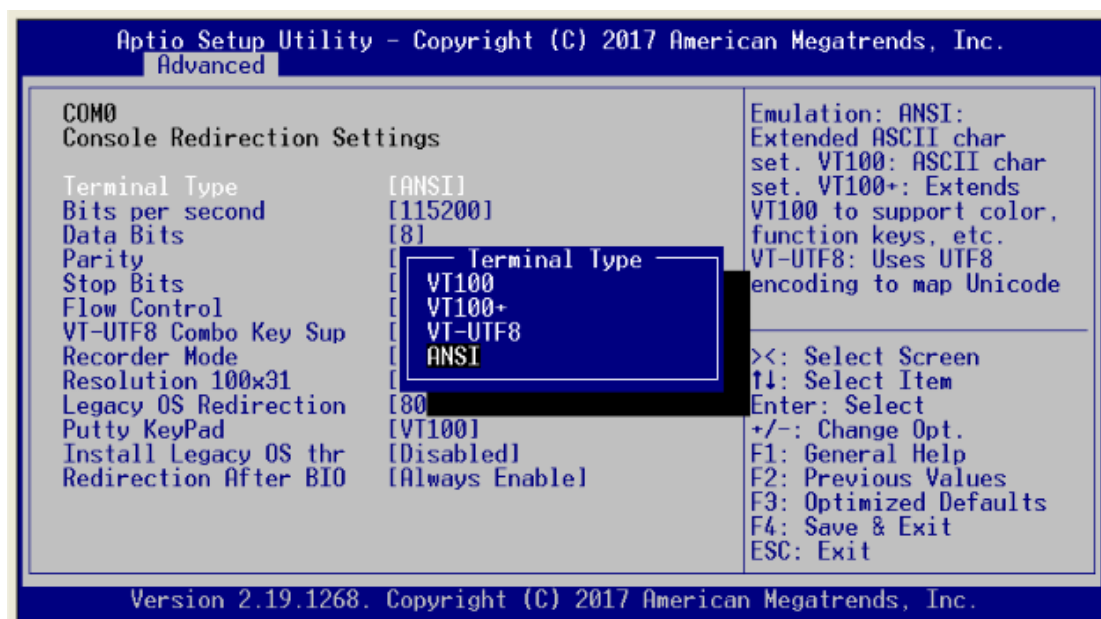 Aptio Setup Utility - Copyright (C) 2017 American Megatrends, Inc.
Advanced
COM0
Console Redirection Settings
Terminal Type [ANSI]
Bits per second [115200]
Data Bits [8]
Parity [
Stop Bits [
Flow Control [
VT-UTF8 Combo Key Sup [
Recorder Mode [
Resolution 100x31 [
Legacy OS Redirection [80
Putty KeyPad [VT100]
Install Legacy OS thr [Disabled]
Redirection After BIO [Always Enable]
Terminal Type
VT100
VT100+
VT-UTF8
ANSI
Emulation: ANSI:
Extended ASCII char
set. VT100: ASCII char
set. VT100+: Extends
VT100 to support color,
function keys, etc.
VT-UTF8: Uses UTF8
encoding to map Unicode
><: Select Screen
↑↓: Select Item
Enter: Select
+/-: Change Opt.
F1: General Help
F2: Previous Values
F3: Optimized Defaults
F4: Save & Exit
ESC: Exit
Version 2.19.1268. Copyright (C) 2017 American Megatrends, Inc.